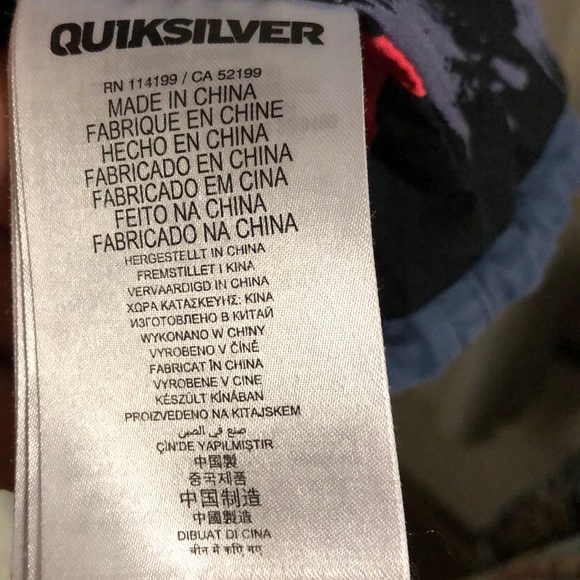 QUIKSILVER
RN 114199 / CA 52199
MADE IN CHINA
FABRIQUE EN CHINE
HECHO EN CHINA
FABRICADO EN CHINA
FABRICADO EM CINA
FEITO NA CHINA
FABRICADO NA CHINA
HERGESTELLT IN CHINA
FREMSTILLET I KINA
VERVAARDIGD IN CHINA
ΧΩΡΑ ΚΑΤΑΣΚΕΥΗΣ: ΚΙΝΑ
ИЗГОТОВЛЕНО В КИТАЙ
WYKONANO W CHINY
VYROBENO V ČÍNĚ
FABRICAT ÎN CHINA
VYROBENE V CINE
KÉSZÜLT KÍNÁBAN
PROIZVEDENO NA KITAJSKEM
صنع في الصين
ÇİN'DE YAPILMIŞTIR
中国製
중국제품
中国制造
中國製造
DIBUAT DI CINA
चीन में कऐि गए